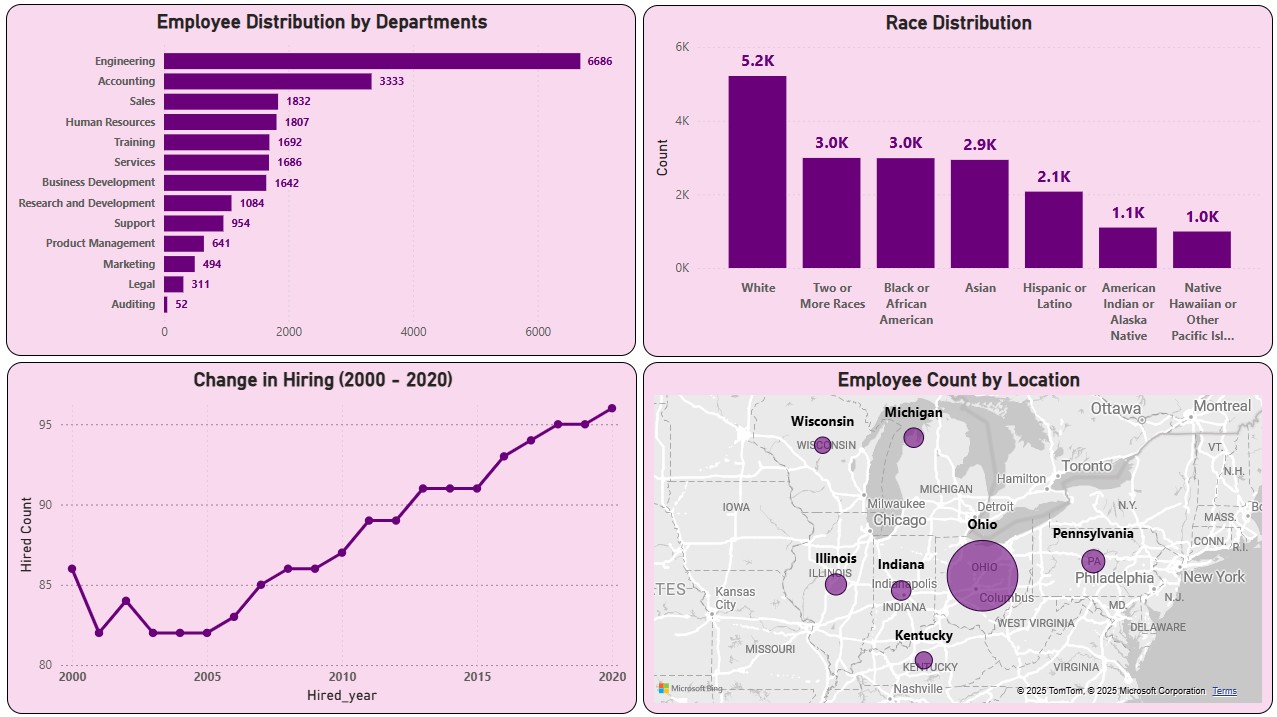 Employee Distribution by Departments
Engineering 6686
Accounting 3333
Sales 1832
Human Resources 1807
Training 1692
Services 1686
Business Development 1642
Research and Development 1084
Support 954
Product Management 641
Marketing 494
Legal 311
Auditing 52
0 2000 4000 6000
Race Distribution
6K
4K
2K
0K
Count
5.2K
3.0K
3.0K
2.9K
2.1K
1.1K
1.0K
White
Two or
More Races
Black or
African
American
Asian
Hispanic or
Latino
American
Indian or
Alaska
Native
Native
Hawaiian or
Other
Pacific Isl...
Change in Hiring (2000 - 2020)
Hired Count
95
90
85
80
2000 2005 2010 2015 2020
Hired_year
Employee Count by Location
Ottawa
Montreal
Wisconsin
Michigan
WISCONSIN
VT.
Toronto
N.H.
Hamilton
MICHIGAN
IOWA
Milwaukee
Detroit
N.Y.
MASS.
Chicago
Ohio
Pennsylvania
CONN.
R.I.
Illinois
Indiana
ILLINOIS
OHIO
PA
Indianapolis
Philadelphia
New York
TES
Kansas
City
Columbus
N.J.
INDIANA
MD.
WEST VIRGINIA
DELAWARE
Kentucky
MISSOURI
KENTUCKY
VIRGINIA
Nashville
Microsoft Bing
© 2025 TomTom, © 2025 Microsoft Corporation Terms